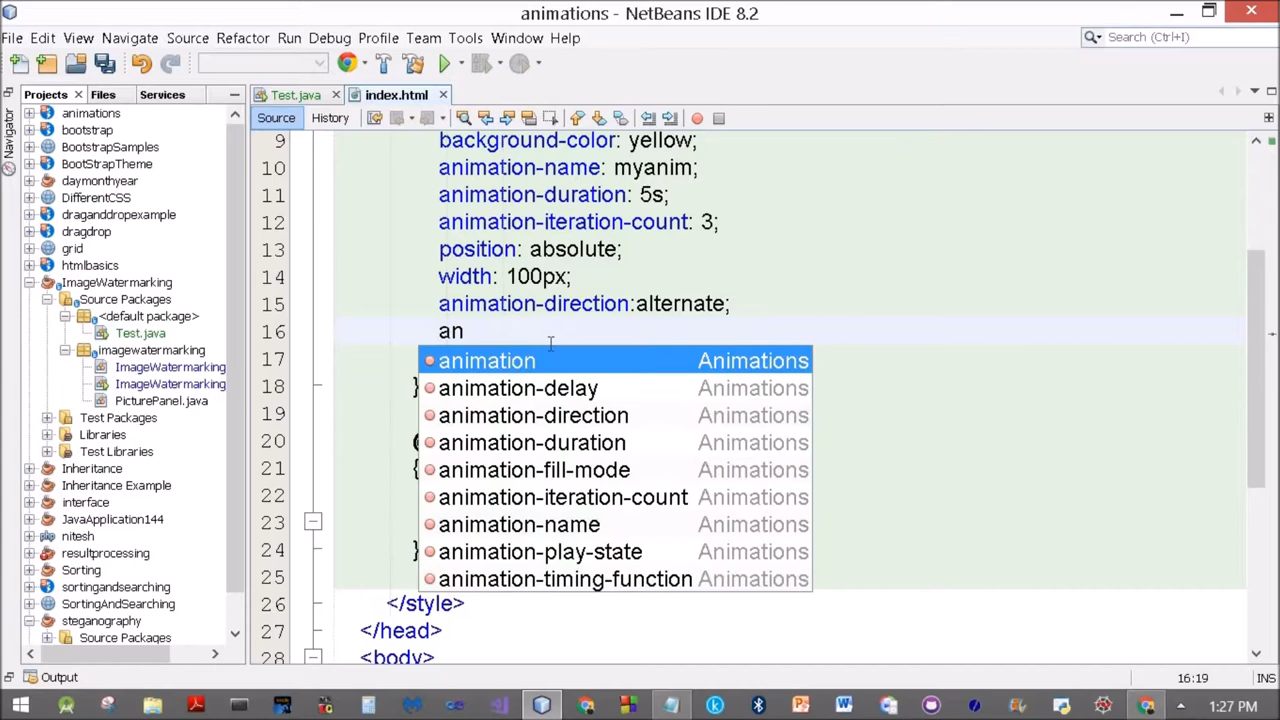 animations - NetBeans IDE 8.2
File Edit View Navigate Source Refactor Run Debug Profile Team Tools Window Help
Search (Ctrl+I)
Projects Files Services
Test.java index.html
Source History
Navigator
animations
bootstrap
BootstrapSamples
BootStrapTheme
daymonthyear
DifferentCSS
draganddropexample
dragdrop
grid
htmlbasics
ImageWatermarking
Source Packages
<default package>
Test.java
imagewatermarking
ImageWatermarking
ImageWatermarking
PicturePanel.java
Test Packages
Libraries
Test Libraries
Inheritance
Inheritance Example
interface
JavaApplication144
nitesh
resultprocessing
Sorting
sortingandsearching
SortingAndSearching
steganography
Source Packages
9 background-color: yellow;
10 animation-name: myanim;
11 animation-duration: 5s;
12 animation-iteration-count: 3;
13 position: absolute;
14 width: 100px;
15 animation-direction:alternate;
16 an
17
18 }
19
20
21 {
22
23
24 }
25
26 </style>
27 </head>
28 <body>
animation Animations
animation-delay Animations
animation-direction Animations
animation-duration Animations
animation-fill-mode Animations
animation-iteration-count Animations
animation-name Animations
animation-play-state Animations
animation-timing-function Animations
Output
16:19 INS
1:27 PM